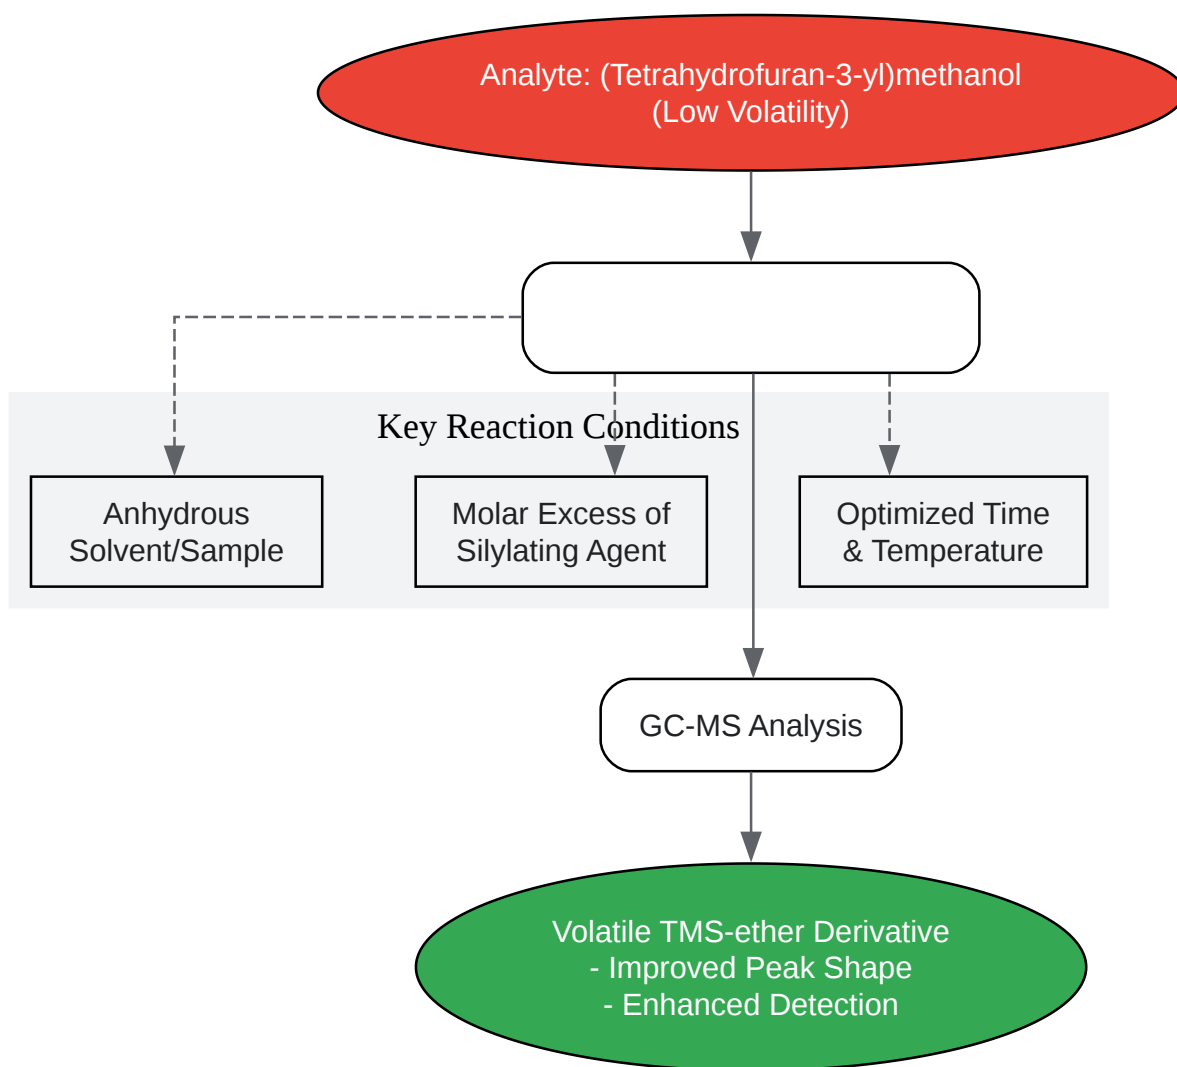 Analyte: (Tetrahydrofuran-3-yl)methanol
(Low Volatility)
Key Reaction Conditions
Anhydrous
Solvent/Sample
Molar Excess of
Silylating Agent
Optimized Time
& Temperature
GC-MS Analysis
Volatile TMS-ether Derivative
- Improved Peak Shape
- Enhanced Detection